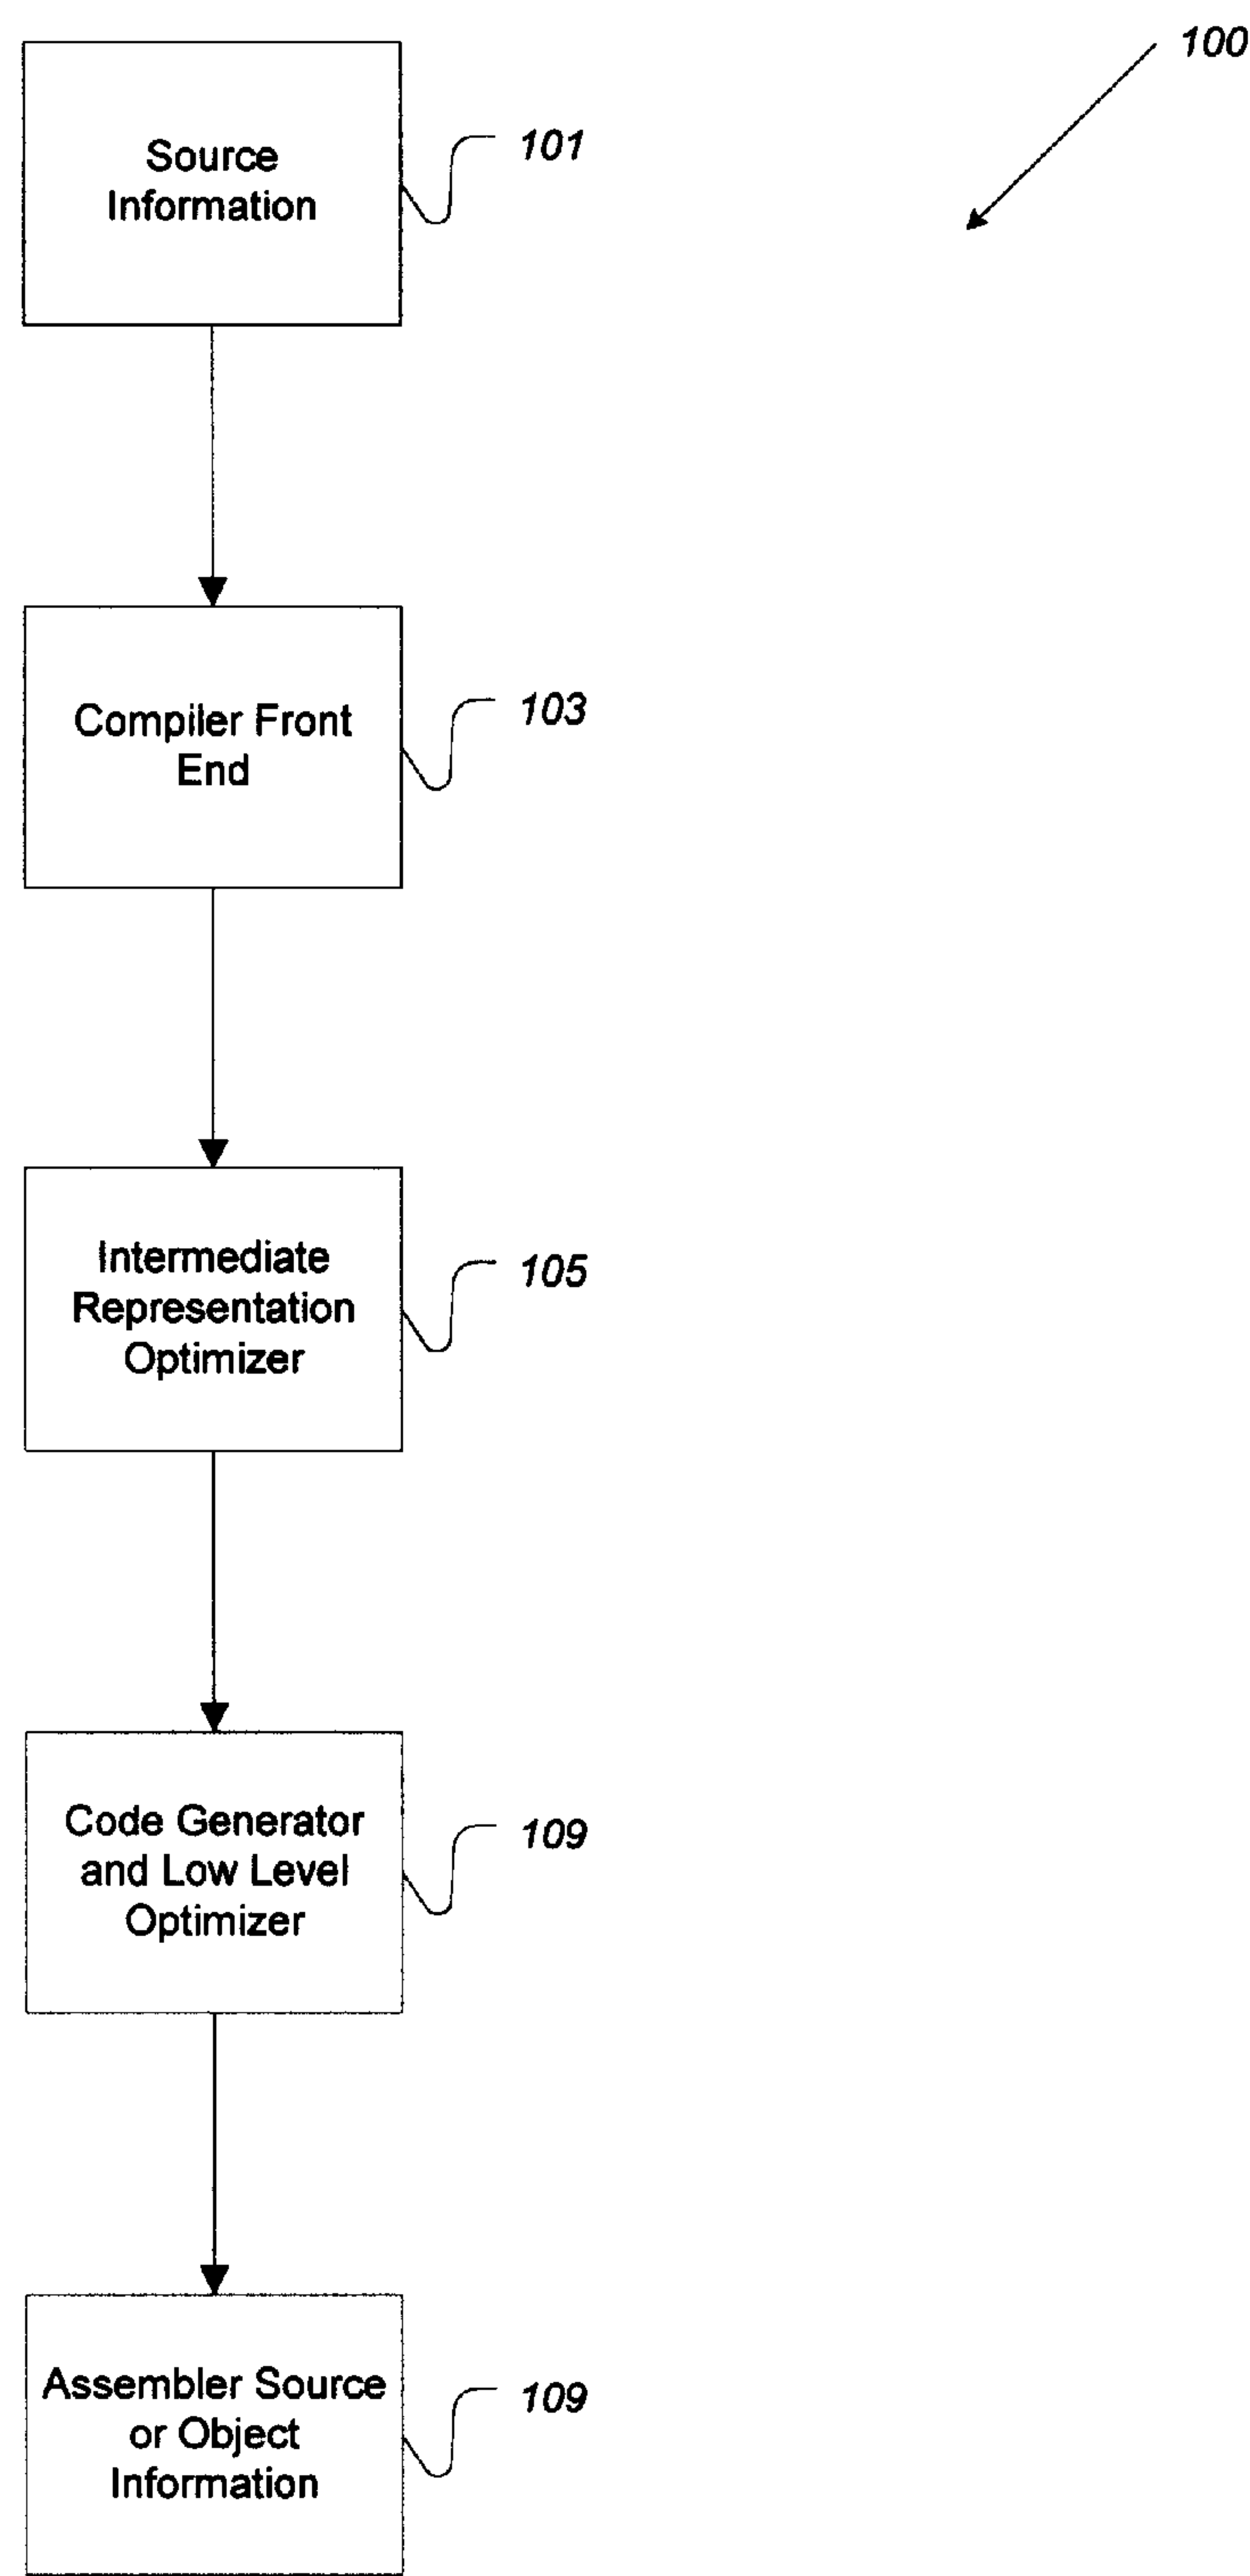 100
Source
Information
101
Compiler Front
End
103
Intermediate
Representation
Optimizer
105
Code Generator
and Low Level
Optimizer
109
Assembler Source
or Object
Information
109